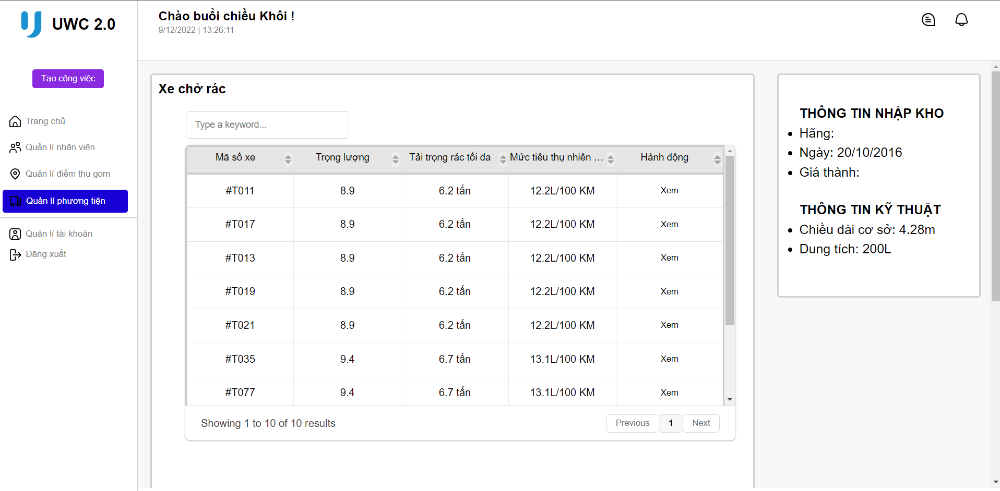 UWC 2.0
Chào buổi chiều Khôi !
9/12/2022 | 13:26:11
Tạo công việc
Trang chủ
Quản lí nhân viên
Quản lí điểm thu gom
Quản lí phương tiện
Quản lí tài khoản
Đăng xuất
Xe chở rác
Type a keyword...
Mã số xe Trọng lượng Tải trọng rác tối đa Mức tiêu thụ nhiên ... Hành động
#T011 8.9 6.2 tấn 12.2L/100 KM Xem
#T017 8.9 6.2 tấn 12.2L/100 KM Xem
#T013 8.9 6.2 tấn 12.2L/100 KM Xem
#T019 8.9 6.2 tấn 12.2L/100 KM Xem
#T021 8.9 6.2 tấn 12.2L/100 KM Xem
#T035 9.4 6.7 tấn 13.1L/100 KM Xem
#T077 9.4 6.7 tấn 13.1L/100 KM Xem
Showing 1 to 10 of 10 results
Previous 1 Next
THÔNG TIN NHẬP KHO
Hãng:
Ngày: 20/10/2016
Giá thành:
THÔNG TIN KỸ THUẬT
Chiều dài cơ sở: 4.28m
Dung tích: 200L